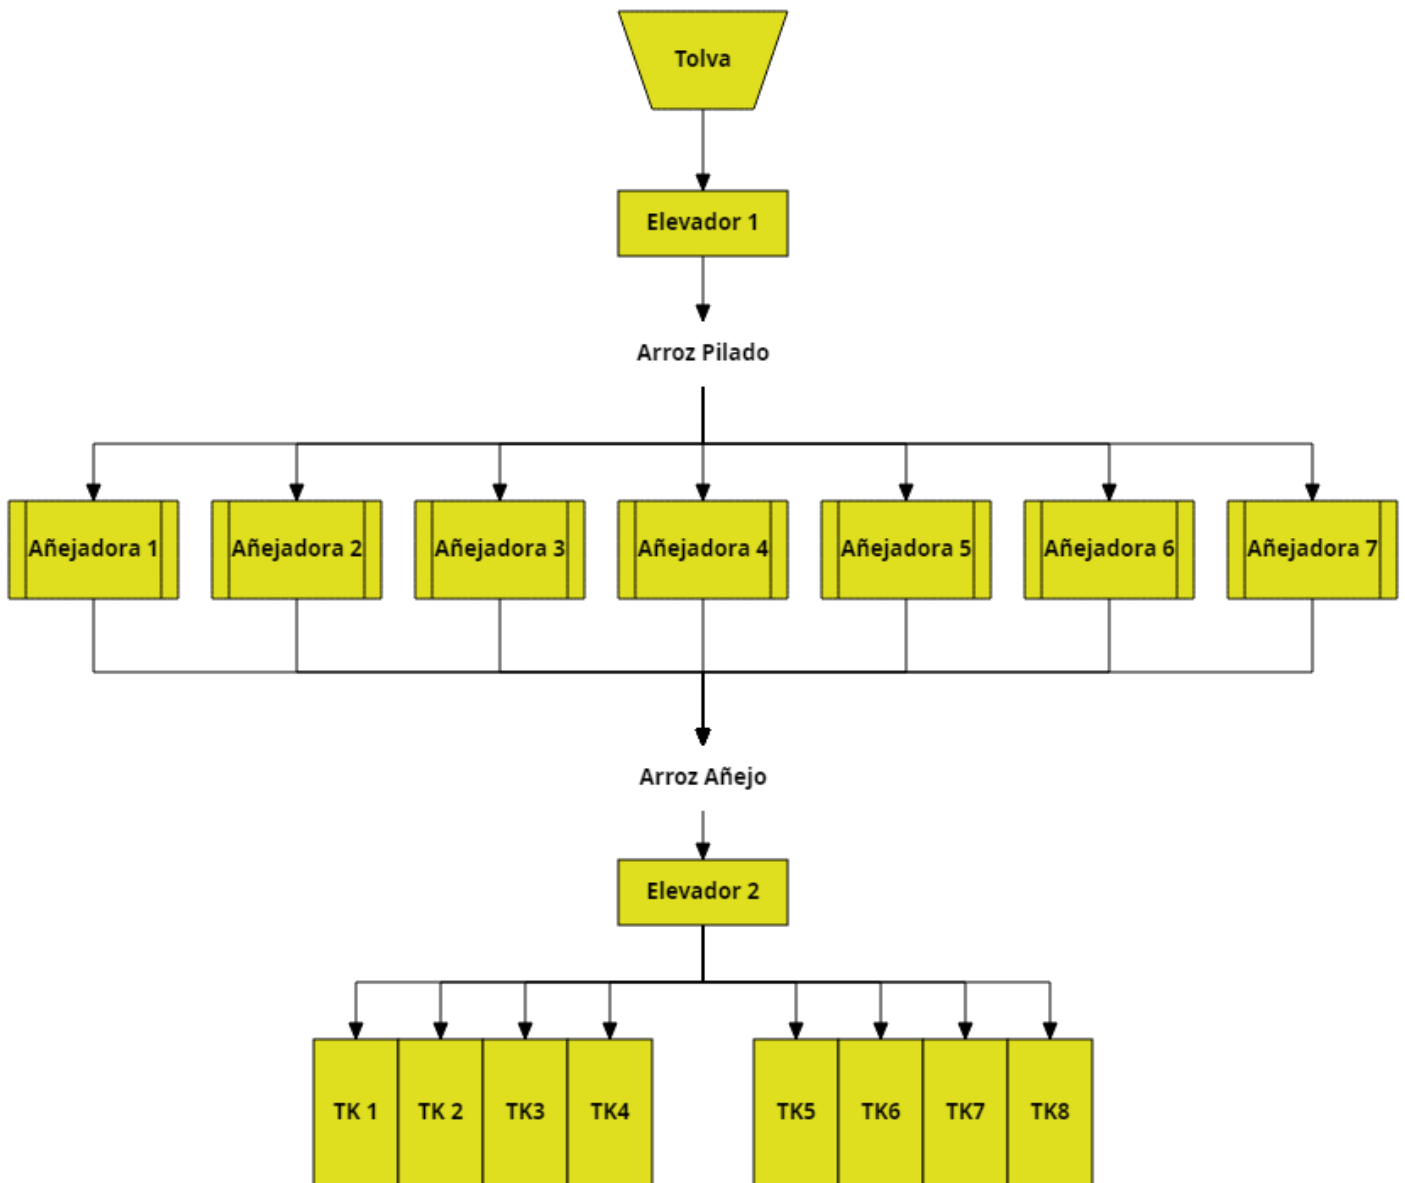 Tolva
Elevador 1
Arroz Pilado
Añejadora 1
Añejadora 2
Añejadora 3
Añejadora 4
Añejadora 5
Añejadora 6
Añejadora 7
Arroz Añejo
Elevador 2
TK 1
TK 2
TK3
TK4
TK5
TK6
TK7
TK8